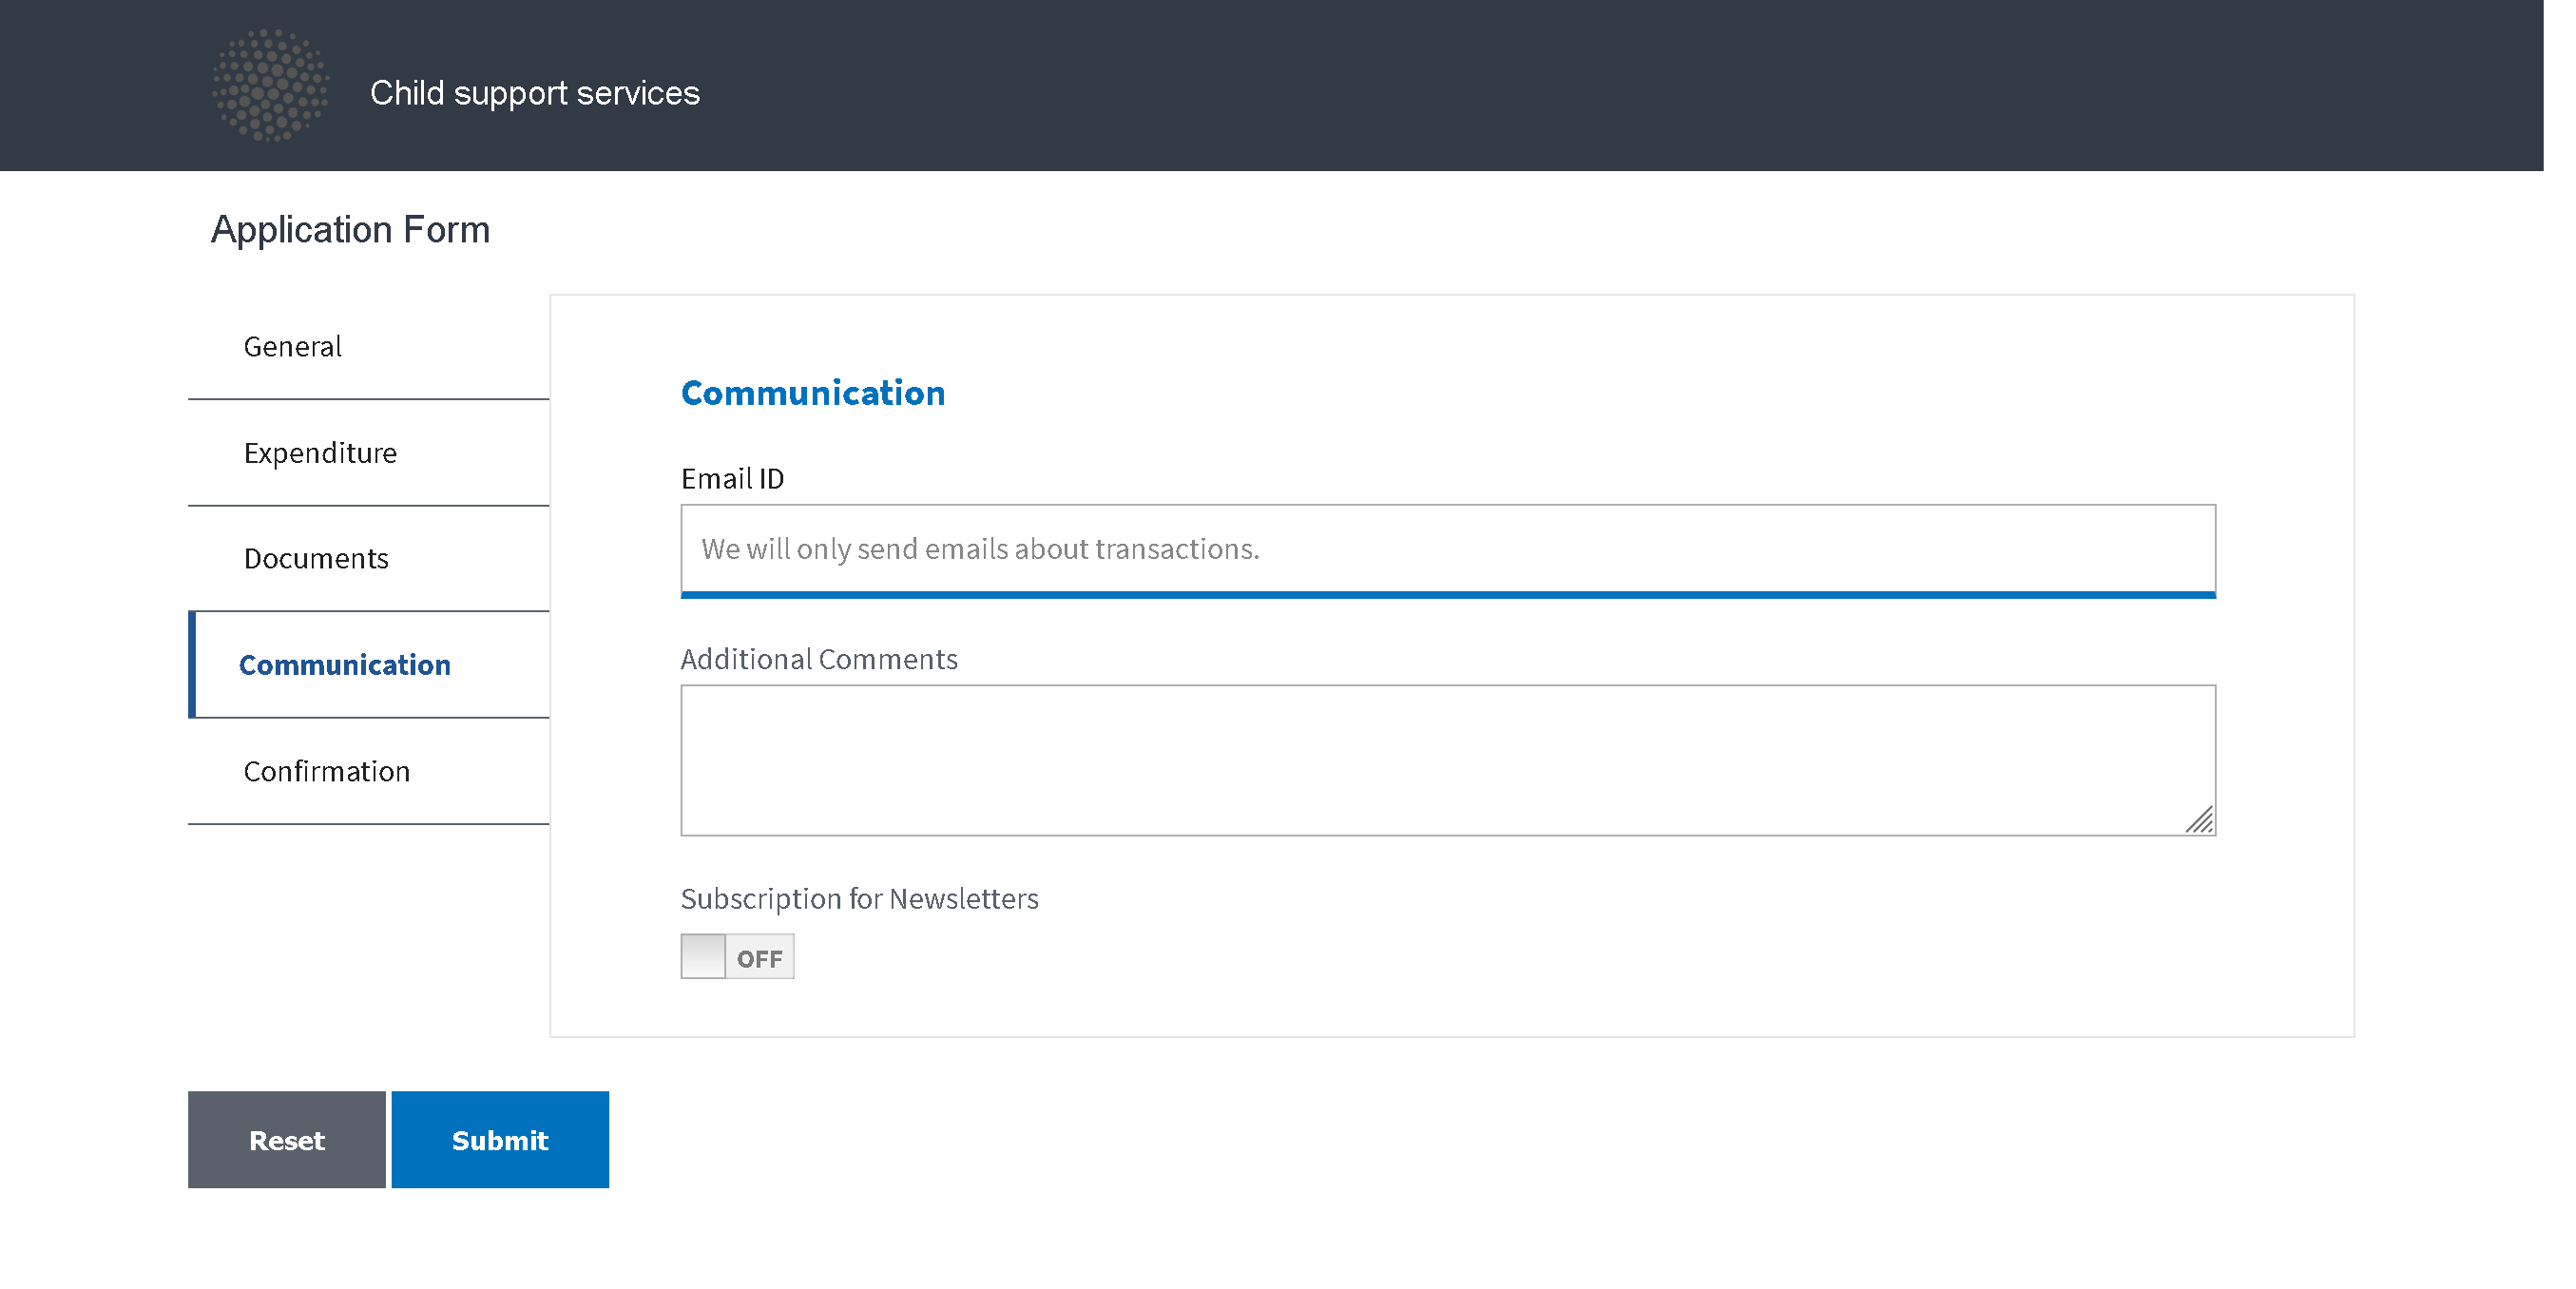 Child support services
Application Form
General
Expenditure
Documents
Communication
Confirmation
Communication
Email ID
We will only send emails about transactions.
Additional Comments
Subscription for Newsletters
OFF
Reset
Submit